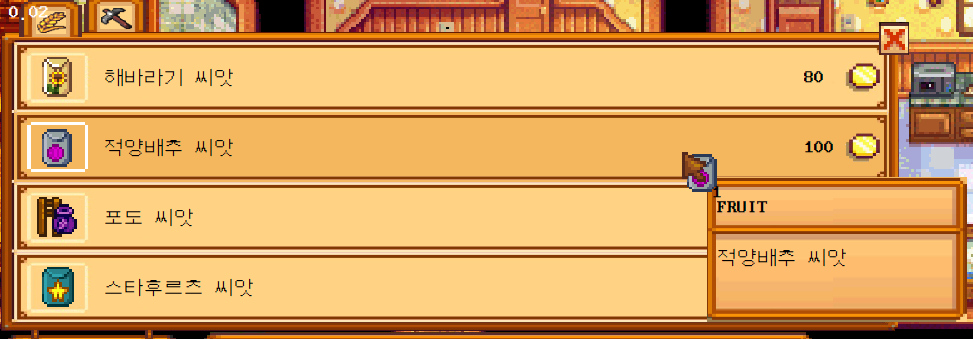 0.02
해바라기 씨앗 80
적양배추 씨앗 100
1
FRUIT
포도 씨앗
적양배추 씨앗
스타후르츠 씨앗